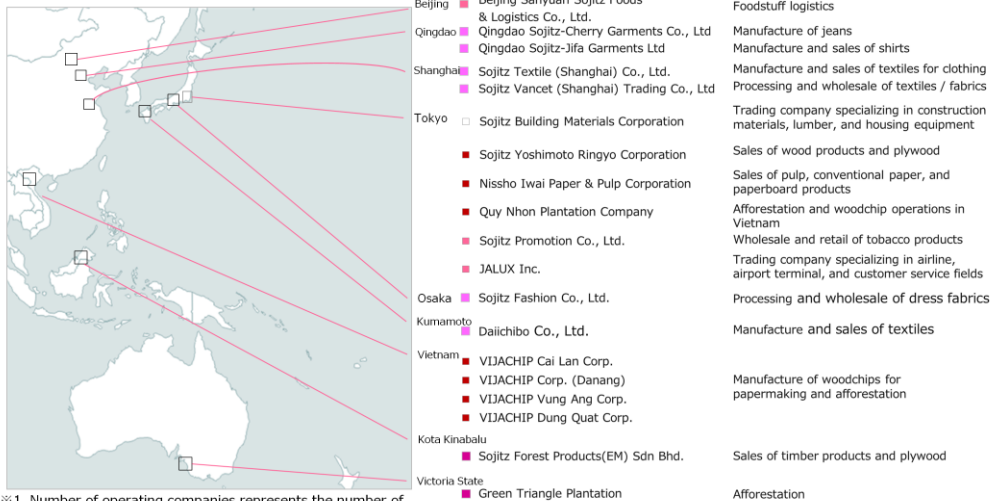 Beijing Beijing Sanyuan Sojitz Foods & Logistics Co., Ltd. Foodstuff logistics
Qingdao Qingdao Sojitz-Cherry Garments Co., Ltd Manufacture of jeans
Qingdao Sojitz-Jifa Garments Ltd Manufacture and sales of shirts
Shanghai Sojitz Textile (Shanghai) Co., Ltd. Manufacture and sales of textiles for clothing
Sojitz Vancet (Shanghai) Trading Co., Ltd Processing and wholesale of textiles / fabrics
Tokyo Sojitz Building Materials Corporation Trading company specializing in construction
materials, lumber, and housing equipment
Sojitz Yoshimoto Ringyo Corporation Sales of wood products and plywood
Nissho Iwai Paper & Pulp Corporation Sales of pulp, conventional paper, and
paperboard products
Quy Nhon Plantation Company Afforestation and woodchip operations in
Vietnam
Sojitz Promotion Co., Ltd. Wholesale and retail of tobacco products
JALUX Inc. Trading company specializing in airline,
airport terminal, and customer service fields
Osaka Sojitz Fashion Co., Ltd. Processing and wholesale of dress fabrics
Kumamoto Daiichibo Co., Ltd. Manufacture and sales of textiles
Vietnam VIJACHIP Cai Lan Corp.
VIJACHIP Corp. (Danang) Manufacture of woodchips for
VIJACHIP Vung Ang Corp. papermaking and afforestation
VIJACHIP Dung Quat Corp.
Kota Kinabalu
Sojitz Forest Products(EM) Sdn Bhd. Sales of timber products and plywood
Victoria State
Green Triangle Plantation Afforestation
※1 Number of operating companies represents the number of